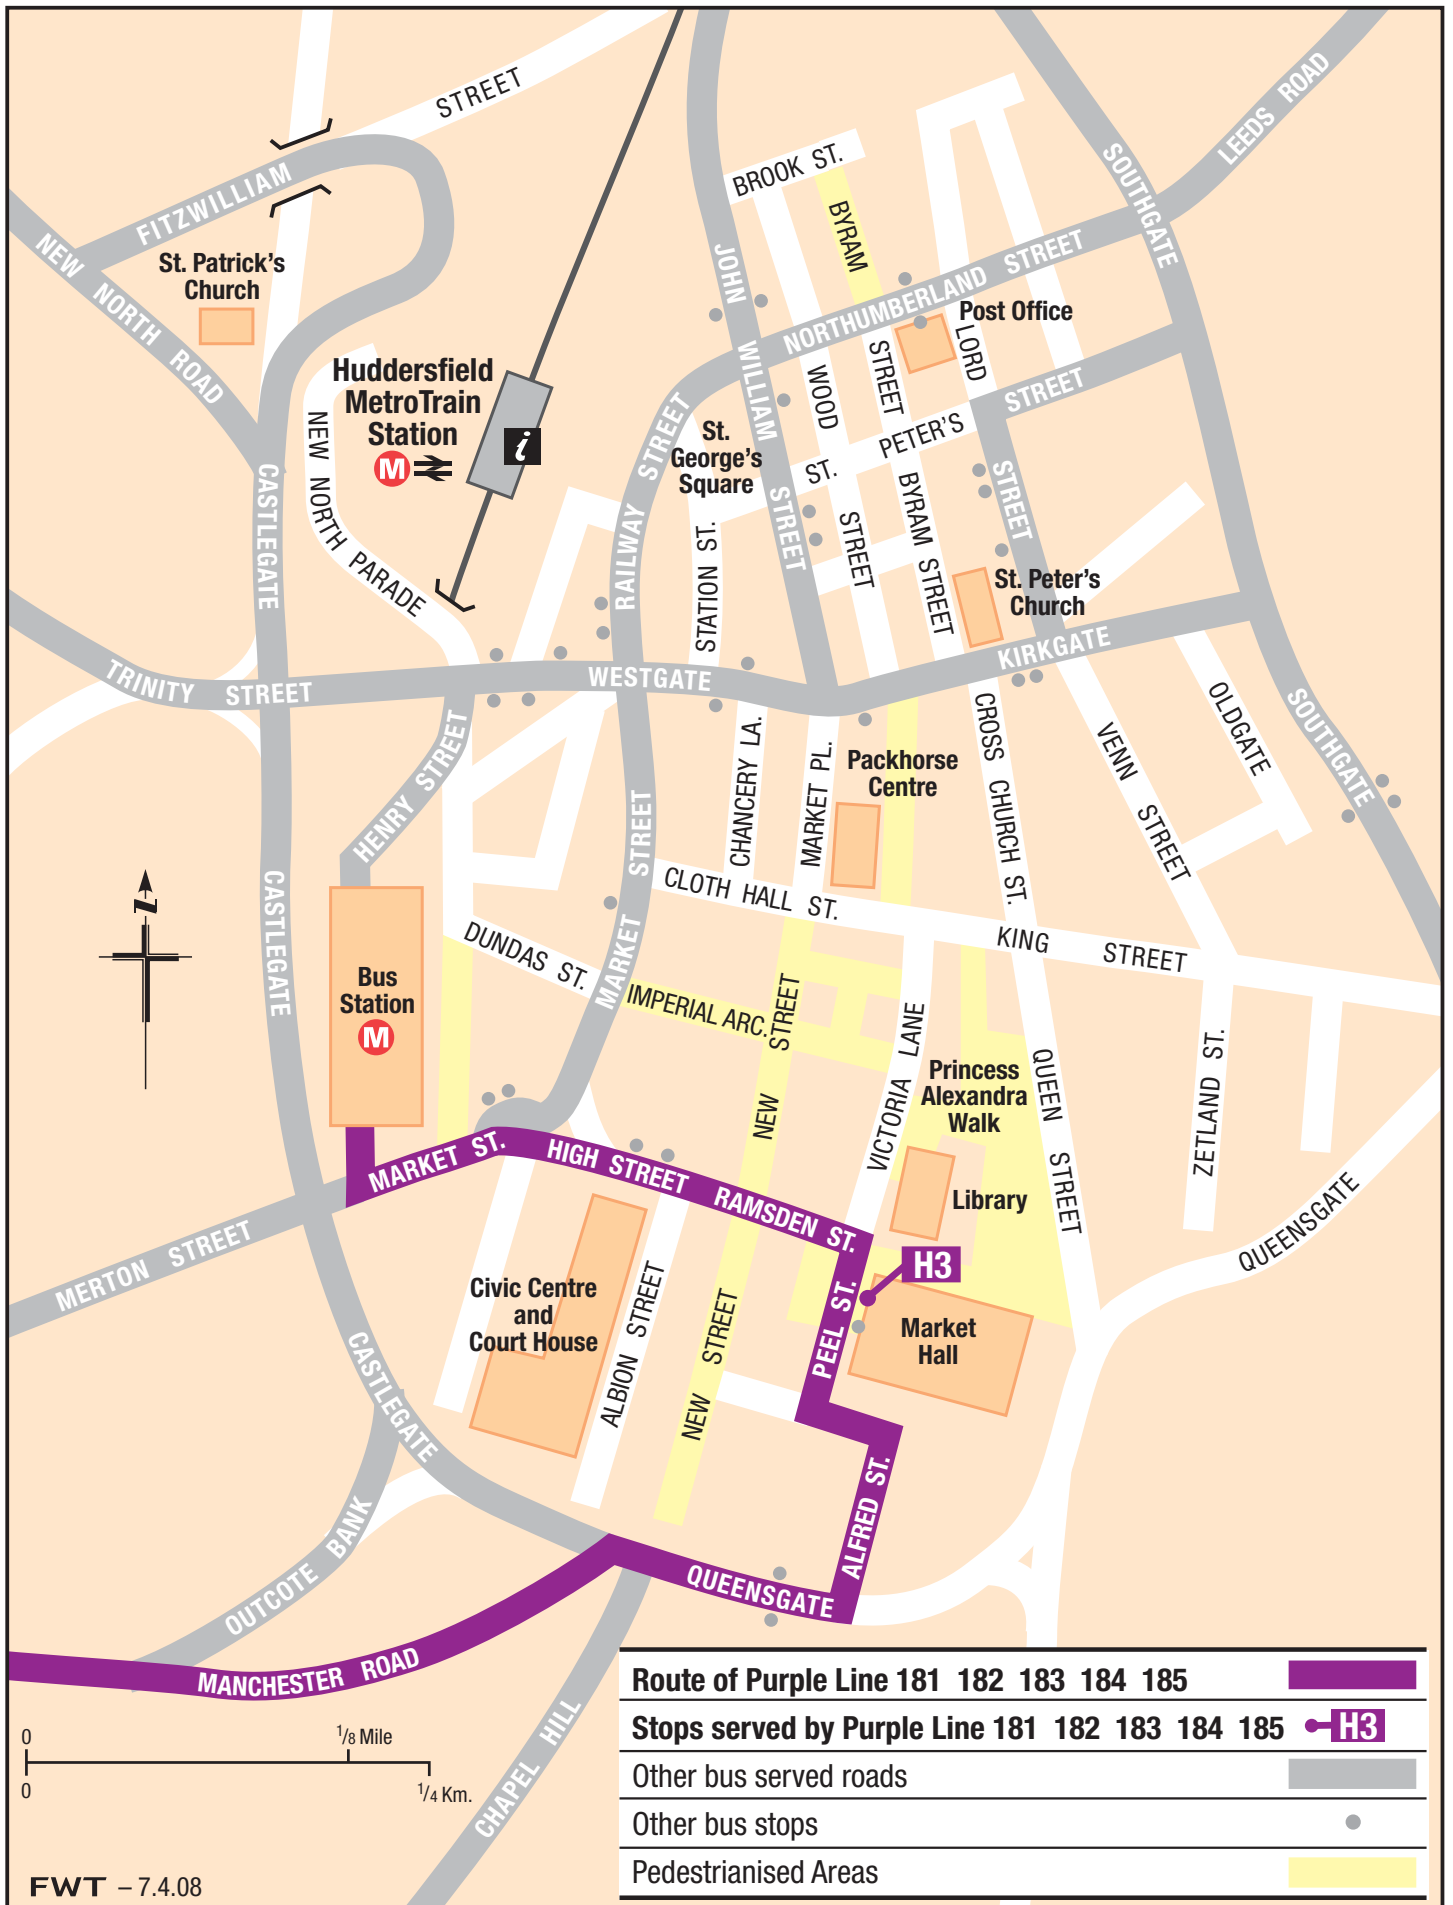 STREET
FITZWILLIAM
NEW NORTH ROAD
St. Patrick's
Church
BROOK ST.
BYRAM
STREET
JOHN
WILLIAM
STREET
NORTHUMBERLAND STREET
SOUTHGATE
LEEDS ROAD
Post Office
LORD
STREET
WOOD
STREET
ST. PETER'S
STREET
BYRAM STREET
Huddersfield
MetroTrain
Station
M
i
St.
George's
Square
RAILWAY STREET
STATION ST.
NEW NORTH PARADE
CASTLEGATE
St. Peter's
Church
KIRKGATE
TRINITY STREET
WESTGATE
HENRY STREET
CHANCERY LA.
MARKET PL.
Packhorse
Centre
CROSS CHURCH ST.
VENN STREET
OLDGATE
SOUTHGATE
MARKET STREET
CLOTH HALL ST.
KING STREET
CASTLEGATE
DUNDAS ST.
Bus
Station
M
IMPERIAL ARC.
NEW STREET
VICTORIA LANE
Princess
Alexandra
Walk
QUEEN STREET
ZETLAND ST.
Library
QUEENSGATE
MARKET ST.
HIGH STREET
RAMSDEN ST.
MERTON STREET
H3
PEEL ST.
Market
Hall
Civic Centre
and
Court House
ALBION STREET
NEW STREET
CASTLEGATE
ALFRED ST.
OUTCOTE BANK
QUEENSGATE
MANCHESTER ROAD
CHAPEL HILL
0
1/8 Mile
0
1/4 Km.
FWT – 7.4.08
Route of Purple Line 181 182 183 184 185
Stops served by Purple Line 181 182 183 184 185 H3
Other bus served roads
Other bus stops
Pedestrianised Areas